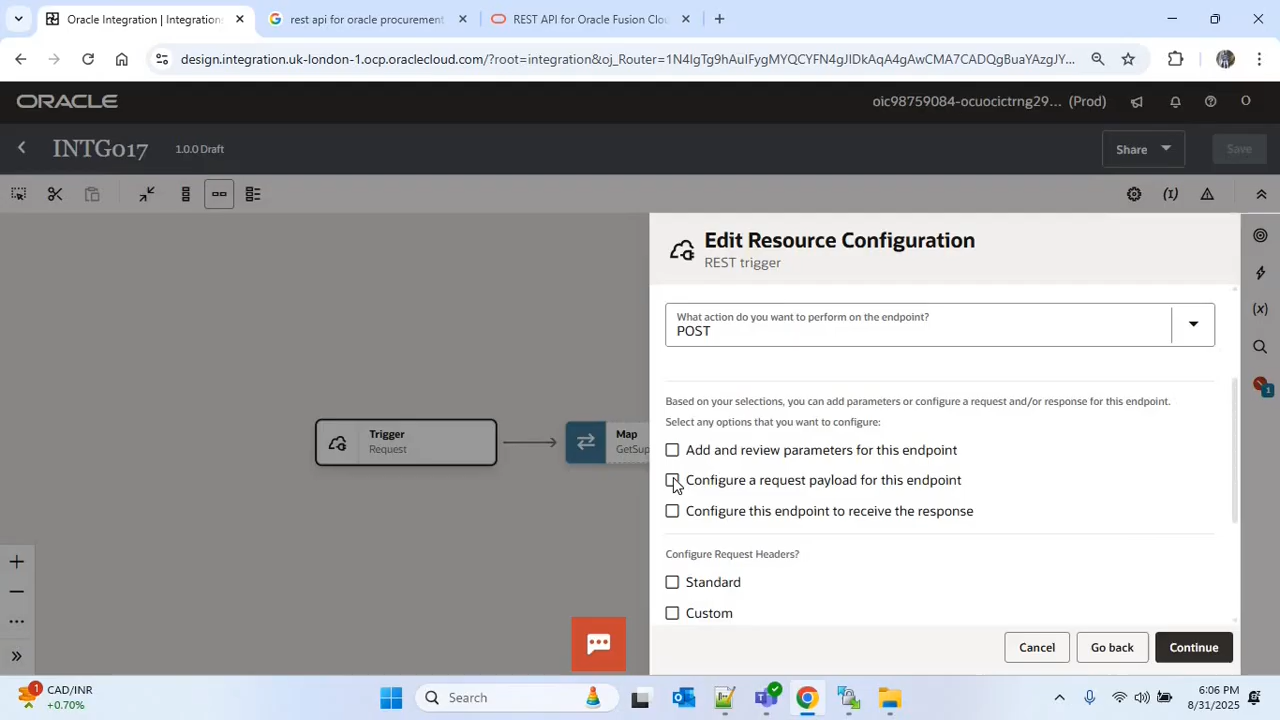 Oracle Integration | Integration
rest api for oracle procurement
REST API for Oracle Fusion Clou
design.integration.uk-london-1.ocp.oraclecloud.com/?root=integration&oj_Router=1N4IgTg9hAuIFygMYQCYFN4gJIDkAqA4gAwCMA7CADQgBuaYAzgJY...
ORACLE
oic98759084-ocuocictrng29... (Prod)
O
INTG017
1.0.0 Draft
Share
Save
Edit Resource Configuration
REST trigger
What action do you want to perform on the endpoint?
POST
Based on your selections, you can add parameters or configure a request and/or response for this endpoint.
Select any options that you want to configure:
Add and review parameters for this endpoint
Configure a request payload for this endpoint
Configure this endpoint to receive the response
Configure Request Headers?
Standard
Custom
Cancel
Go back
Continue
Trigger
Request
Map
GetSup
1
1
CAD/INR
+0.70%
Search
6:06 PM
8/31/2025